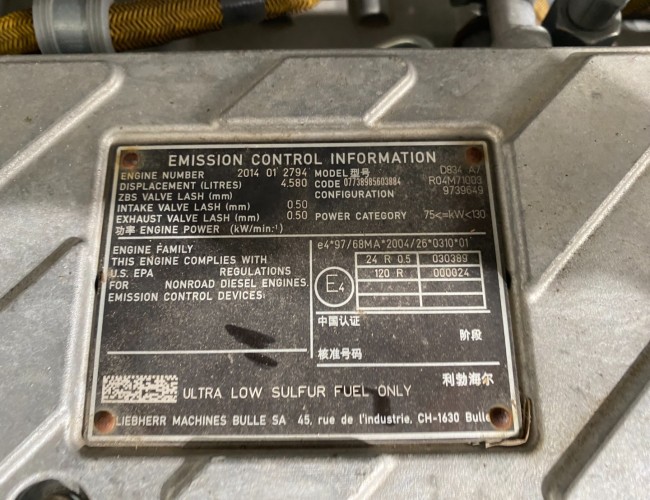 EMISSION CONTROL INFORMATION
ENGINE NUMBER 2014 01 2794 MODEL型号 D834 A7
DISPLACEMENT (LITRES) 4.580 CODE 07738985603884 R04M71003
ZBS VALVE LASH (mm) CONFIGURATION 9739649
INTAKE VALVE LASH (mm) 0.50
EXHAUST VALVE LASH (mm) 0.50 POWER CATEGORY 75<=kW<130
功率 ENGINE POWER (kW/min-¹)
ENGINE FAMILY e4*97/68MA*2004/26*0310*01
THIS ENGINE COMPLIES WITH 24 R 0.5 030389
U.S. EPA REGULATIONS E4 120 R 000024
FOR NONROAD DIESEL ENGINES.
EMISSION CONTROL DEVICES:
中国认证
阶段
核准号码
利勃海尔
ULTRA LOW SULFUR FUEL ONLY
LIEBHERR MACHINES BULLE SA 45, rue de l'industrie, CH-1630 Bulle